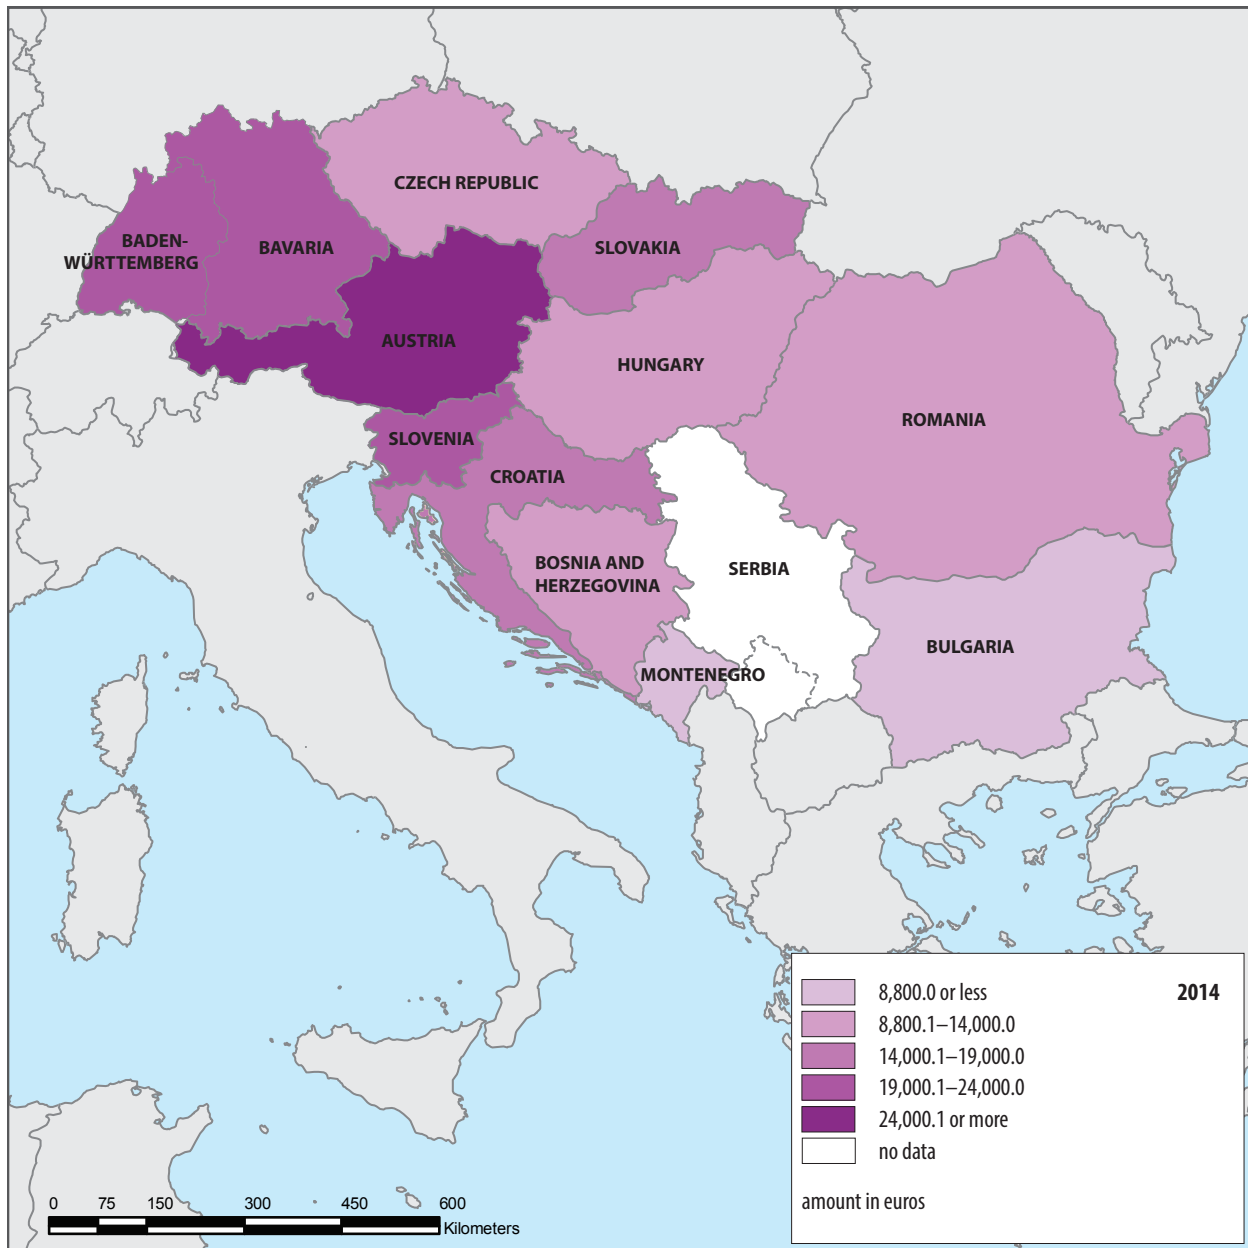 CZECH REPUBLIC
BADEN-
WÜRTTEMBERG
BAVARIA
SLOVAKIA
AUSTRIA
HUNGARY
ROMANIA
SLOVENIA
CROATIA
BOSNIA AND
HERZEGOVINA
SERBIA
BULGARIA
MONTENEGRO
8,800.0 or less
2014
8,800.1–14,000.0
14,000.1–19,000.0
19,000.1–24,000.0
24,000.1 or more
no data
amount in euros
0 75 150 300 450 600
Kilometers